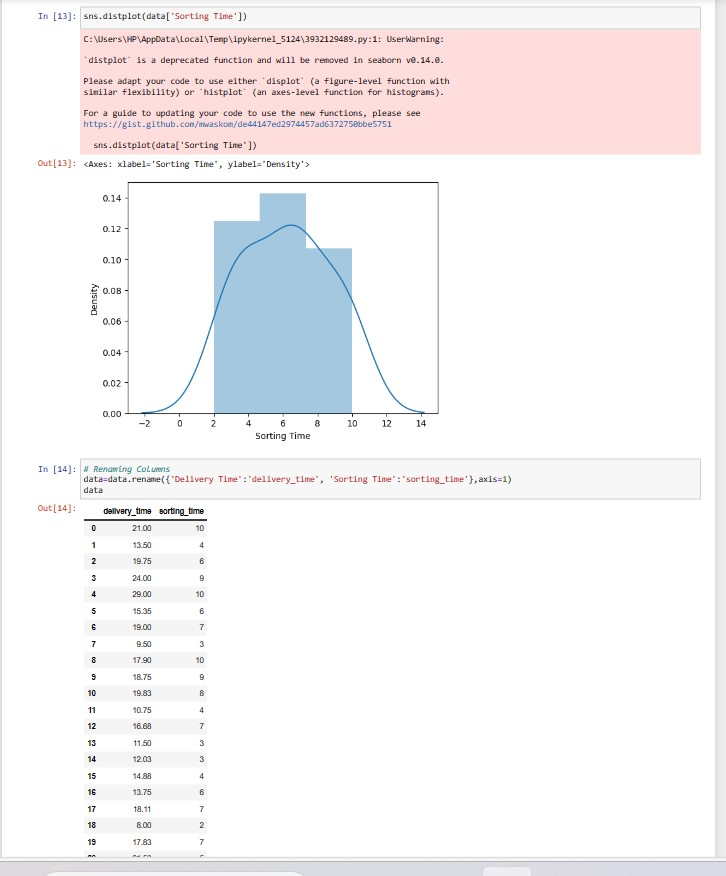 In [13]: sns.distplot(data['Sorting Time'])
C:\Users\HP\AppData\Local\Temp\ipykernel_5124\3932129489.py:1: UserWarning:
`distplot` is a deprecated function and will be removed in seaborn v0.14.0.
Please adapt your code to use either `displot` (a figure-level function with
similar flexibility) or `histplot` (an axes-level function for histograms).
For a guide to updating your code to use the new functions, please see
https://gist.github.com/mwaskom/de44147ed2974457ad6372750bbe5751
sns.distplot(data['Sorting Time'])
Out[13]: <Axes: xlabel='Sorting Time', ylabel='Density'>
0.14
0.12
0.10
0.08
0.06
0.04
0.02
0.00
Density
−2 0 2 4 6 8 10 12 14
Sorting Time
In [14]: # Renaming Columns
data=data.rename({'Delivery Time':'delivery_time', 'Sorting Time':'sorting_time'},axis=1)
data
Out[14]:
delivery_time sorting_time
0 21.00 10
1 13.50 4
2 19.75 6
3 24.00 9
4 29.00 10
5 15.35 6
6 19.00 7
7 9.50 3
8 17.90 10
9 18.75 9
10 19.83 8
11 10.75 4
12 16.68 7
13 11.50 3
14 12.03 3
15 14.88 4
16 13.75 6
17 18.11 7
18 8.00 2
19 17.83 7